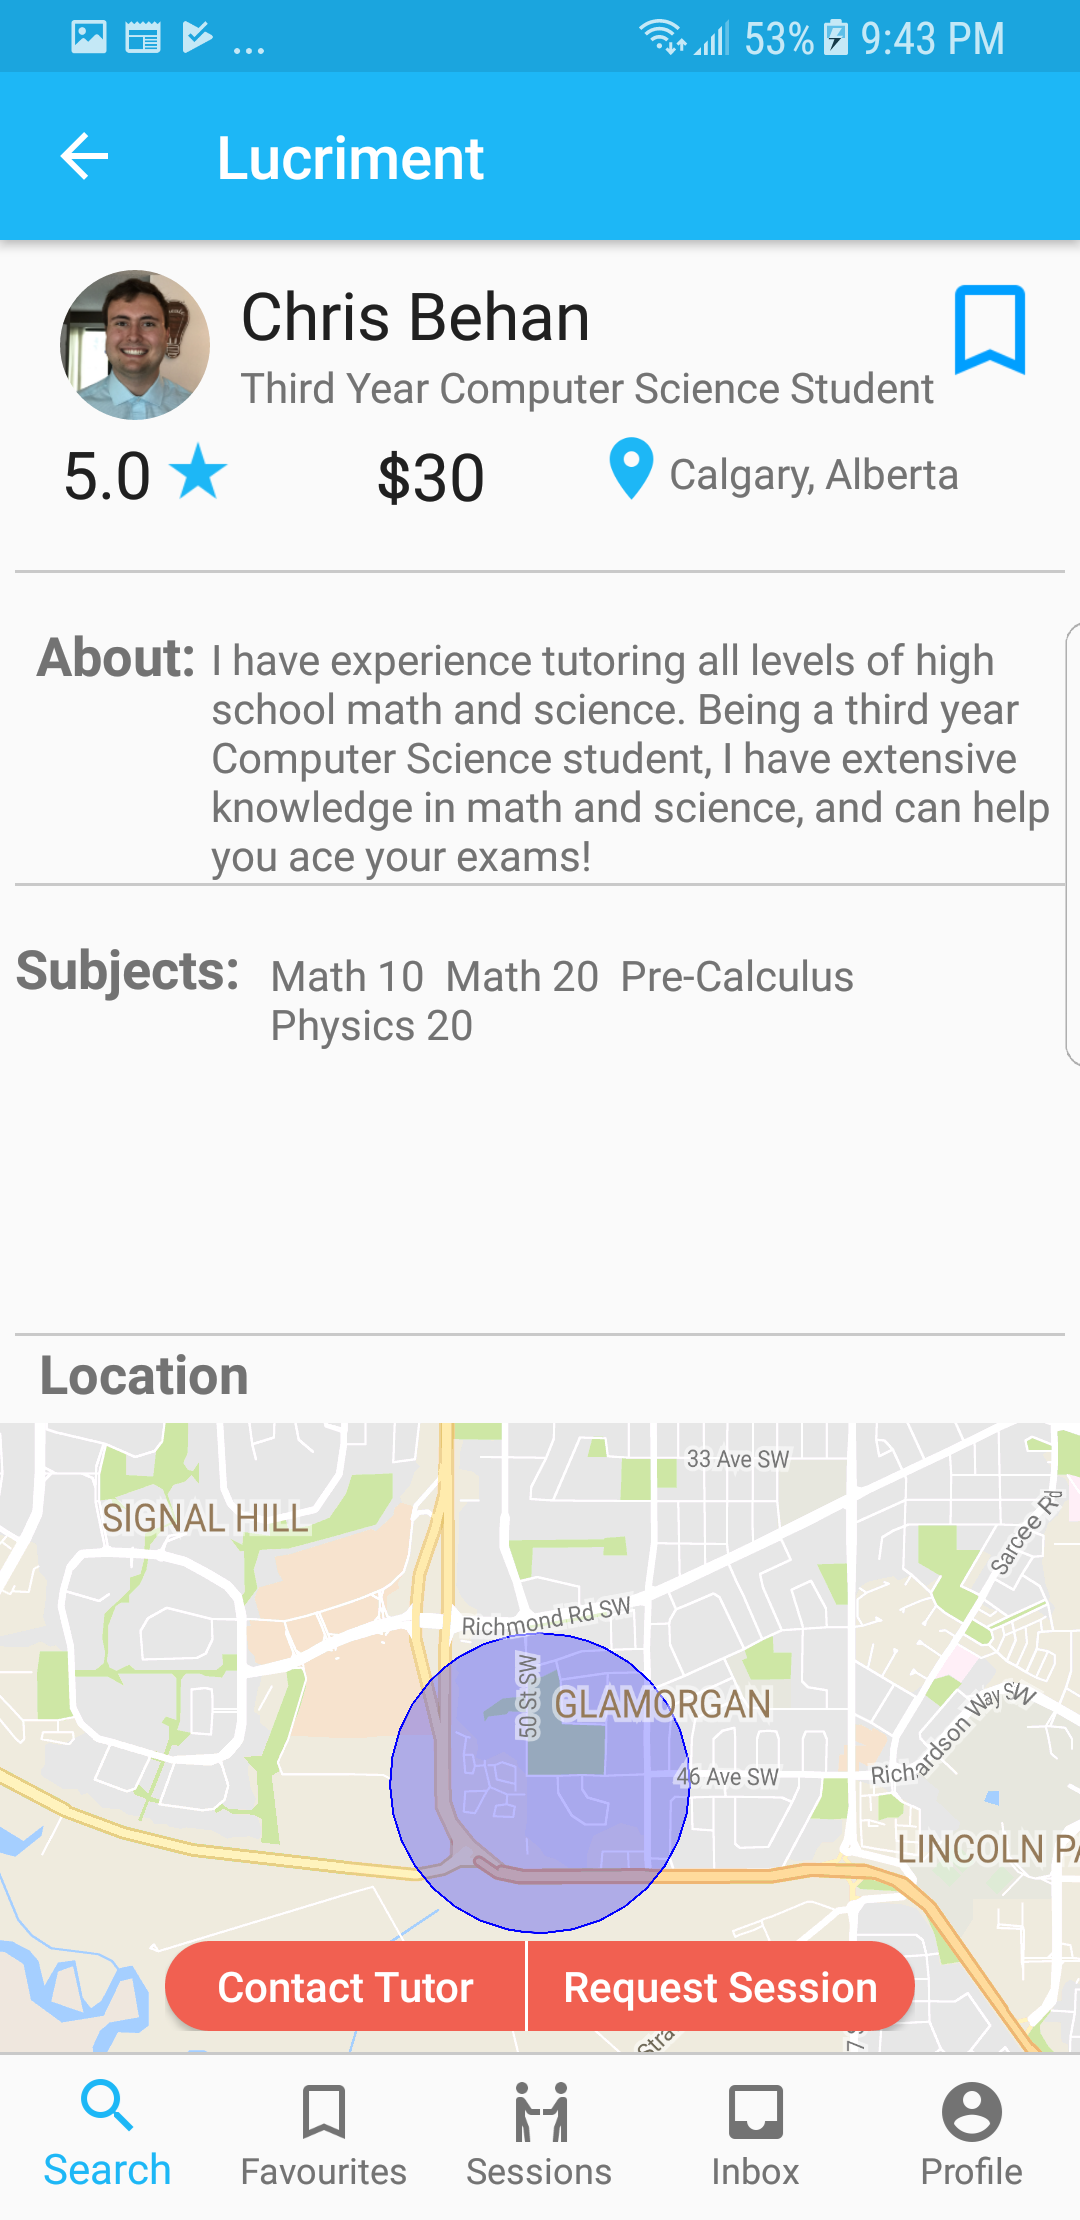 ... 53% 9:43 PM
Lucriment
Chris Behan
Third Year Computer Science Student
5.0 $30 Calgary, Alberta
About: I have experience tutoring all levels of high
school math and science. Being a third year
Computer Science student, I have extensive
knowledge in math and science, and can help
you ace your exams!
Subjects: Math 10 Math 20 Pre-Calculus
Physics 20
Location
33 Ave SW
SIGNAL HILL
Sarcee Rd
Richmond Rd SW
50 St SW
GLAMORGAN
Richardson Way SW
46 Ave SW
LINCOLN PA
Contact Tutor Request Session
Stra
Search Favourites Sessions Inbox Profile